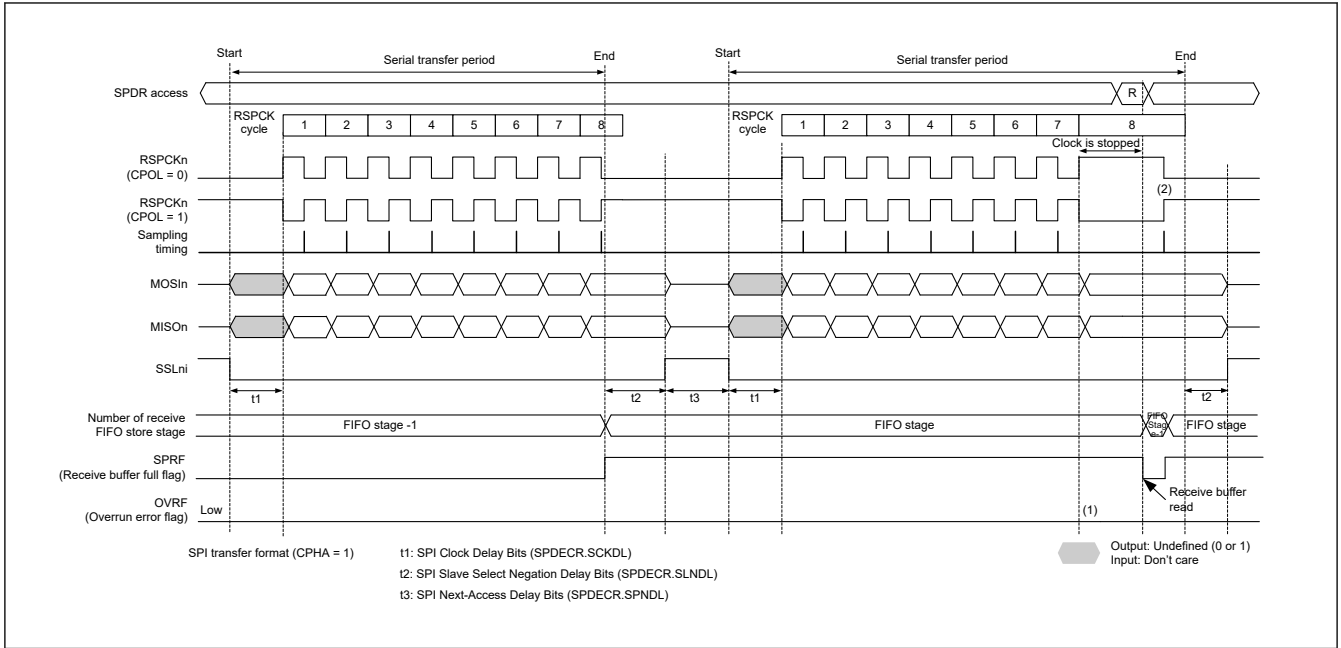 Start
Serial transfer period
End
Start
Serial transfer period
End
SPDR access
R
RSPCK
cycle
1 2 3 4 5 6 7 8
RSPCK
cycle
1 2 3 4 5 6 7 8
Clock is stopped
RSPCKn
(CPOL = 0)
(2)
RSPCKn
(CPOL = 1)
Sampling
timing
MOSIn
MISOn
SSLni
t1
t2
t3
t1
t2
Number of receive
FIFO store stage
FIFO stage -1
FIFO stage
FIFO
Stag
e-1
FIFO stage
SPRF
(Receive buffer full flag)
Receive buffer
read
OVRF
(Overrun error flag)
Low
(1)
SPI transfer format (CPHA = 1)
t1: SPI Clock Delay Bits (SPDECR.SCKDL)
t2: SPI Slave Select Negation Delay Bits (SPDECR.SLNDL)
t3: SPI Next-Access Delay Bits (SPDECR.SPNDL)
Output: Undefined (0 or 1)
Input: Don't care